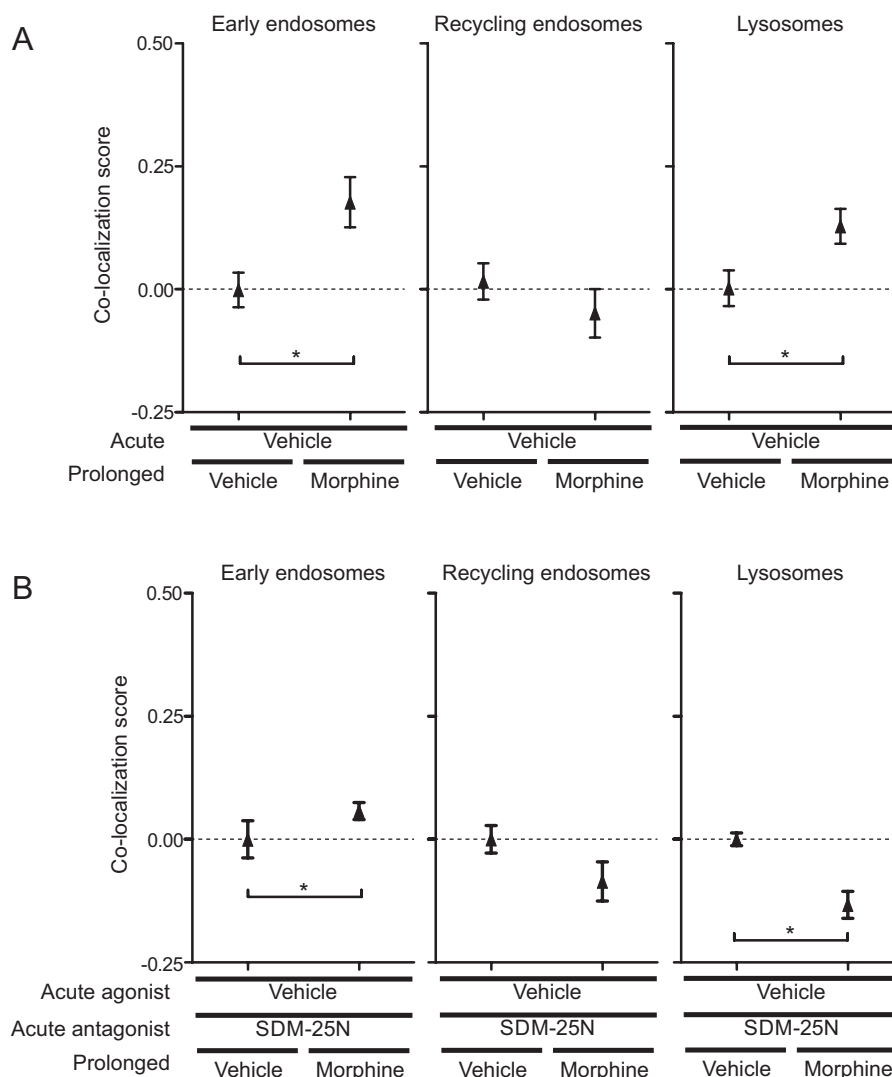 A
Early endosomes
Recycling endosomes
Lysosomes
Co-localization score
0.50
0.25
0.00
-0.25
*
*
Acute
Vehicle
Vehicle
Vehicle
Prolonged
Vehicle
Morphine
Vehicle
Morphine
Vehicle
Morphine
B
Early endosomes
Recycling endosomes
Lysosomes
Co-localization score
0.50
0.25
0.00
-0.25
*
*
Acute agonist
Vehicle
Vehicle
Vehicle
Acute antagonist
SDM-25N
SDM-25N
SDM-25N
Prolonged
Vehicle
Morphine
Vehicle
Morphine
Vehicle
Morphine